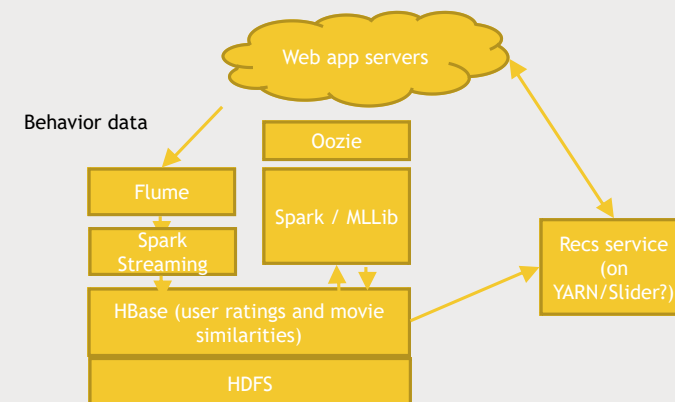 Web app servers
Behavior data
Oozie
Flume
Spark / MLLib
Spark
Streaming
Recs service
(on
YARN/Slider?)
HBase (user ratings and movie
similarities)
HDFS